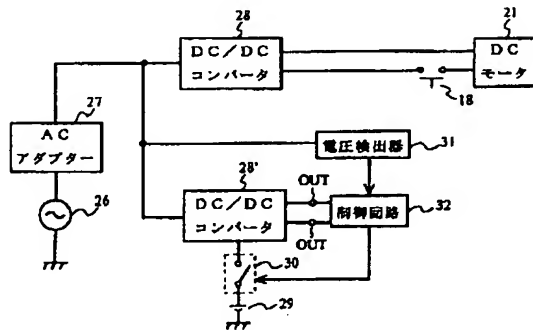 28
21
DC/DC
コンバータ
DC
モータ
18
27
AC
アダプター
電圧検出器
31
28'
OUT
DC/DC
コンバータ
制御回路
32
OUT
26
30
29